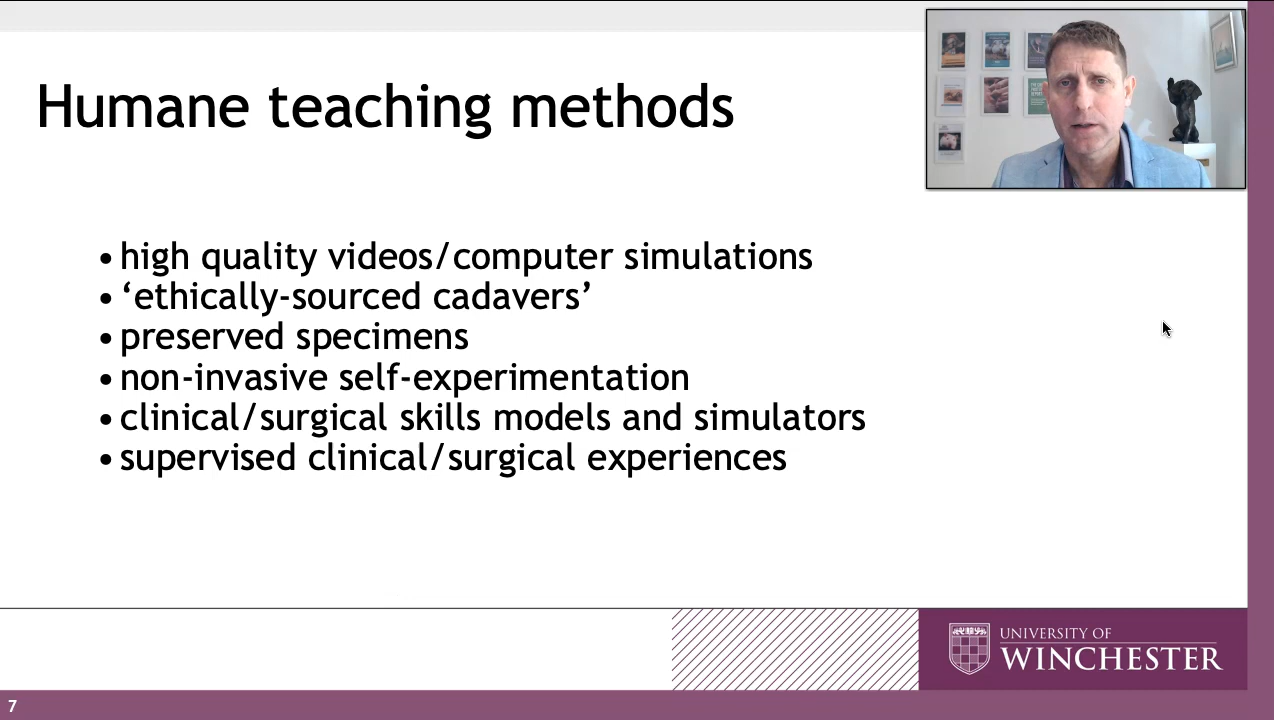 Humane teaching methods
• high quality videos/computer simulations
• ‘ethically-sourced cadavers’
• preserved specimens
• non-invasive self-experimentation
• clinical/surgical skills models and simulators
• supervised clinical/surgical experiences
UNIVERSITY OF
WINCHESTER
7